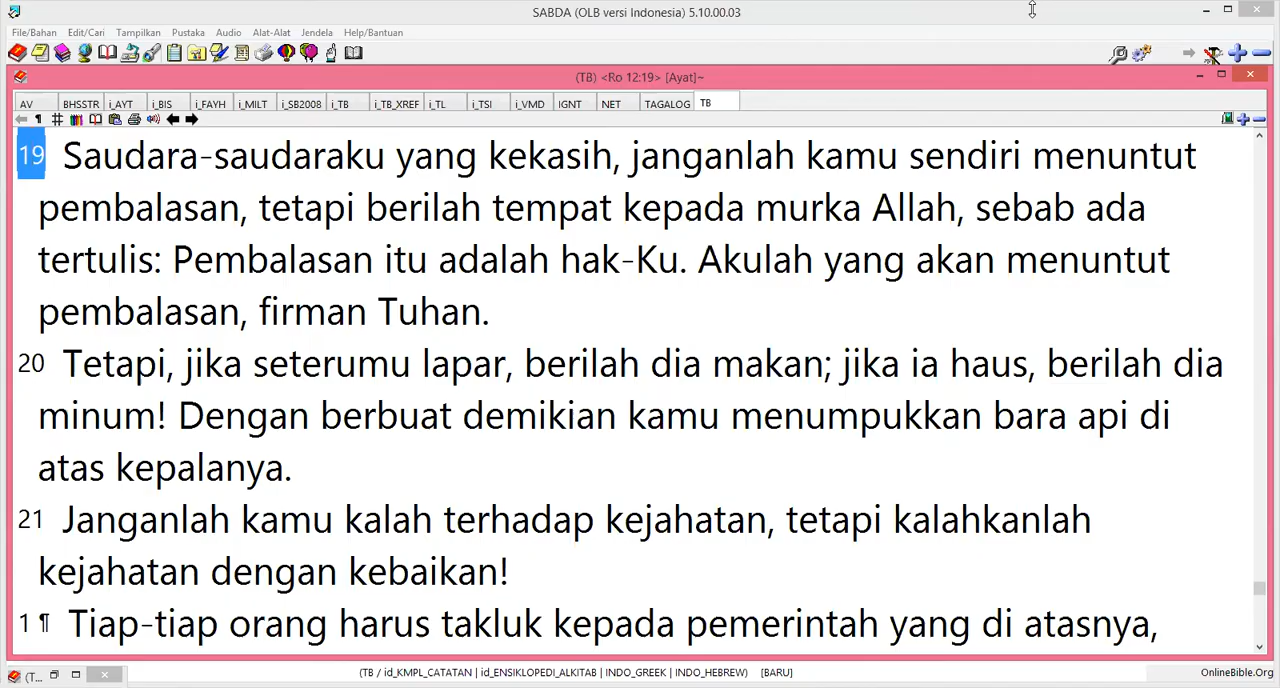 SABDA (OLB versi Indonesia) 5.10.00.03
File/Bahan Edit/Cari Tampilkan Pustaka Audio Alat-Alat Jendela Help/Bantuan
(TB) <Ro 12:19> [Ayat]~
AV BHSSTR i_AYT i_BIS i_FAYH i_MILT i_SB2008 i_TB i_TB_XREF i_TL i_TSI i_VMD IGNT NET TAGALOG TB
19 Saudara-saudaraku yang kekasih, janganlah kamu sendiri menuntut
pembalasan, tetapi berilah tempat kepada murka Allah, sebab ada
tertulis: Pembalasan itu adalah hak-Ku. Akulah yang akan menuntut
pembalasan, firman Tuhan.
20 Tetapi, jika seterumu lapar, berilah dia makan; jika ia haus, berilah dia
minum! Dengan berbuat demikian kamu menumpukkan bara api di
atas kepalanya.
21 Janganlah kamu kalah terhadap kejahatan, tetapi kalahkanlah
kejahatan dengan kebaikan!
1 ¶ Tiap-tiap orang harus takluk kepada pemerintah yang di atasnya,
(T... (TB / id_KMPL_CATATAN | id_ENSIKLOPEDI_ALKITAB | INDO_GREEK | INDO_HEBREW) [BARU] OnlineBible.Org